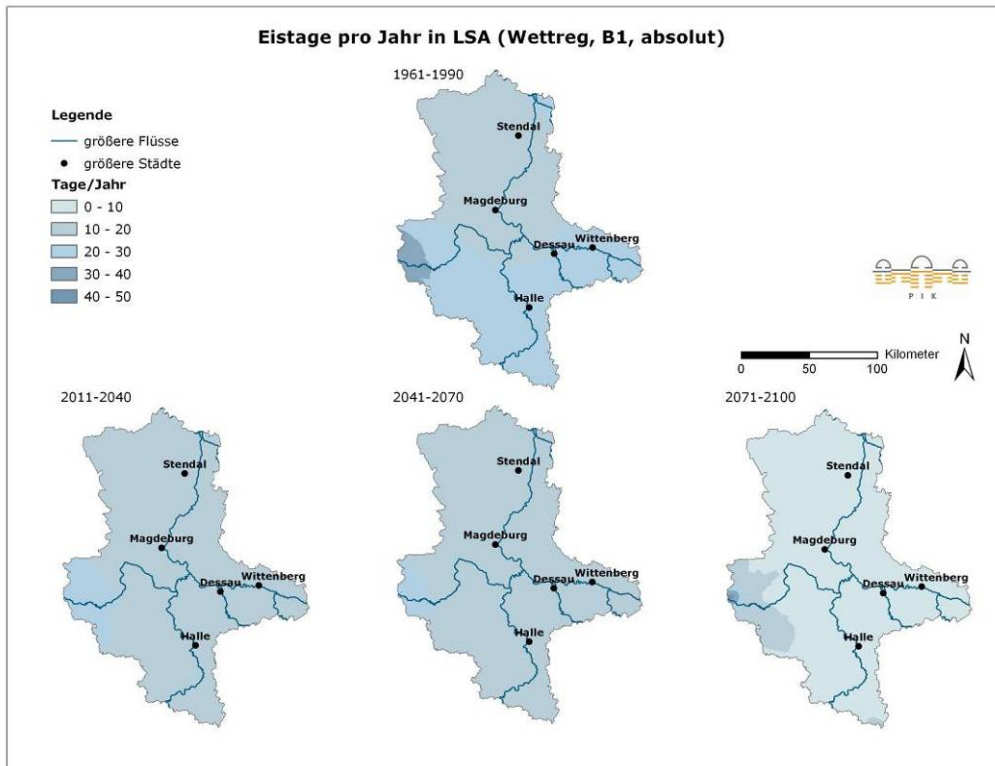 Eistage pro Jahr in LSA (Wettreg, B1, absolut)
1961-1990
Legende
größere Flüsse
größere Städte
Tage/Jahr
0 - 10
10 - 20
20 - 30
30 - 40
40 - 50
Stendal
Magdeburg
Dessau
Wittenberg
Halle
P I K
Kilometer
0 50 100
N
2011-2040
Stendal
Magdeburg
Dessau
Wittenberg
Halle
2041-2070
Stendal
Magdeburg
Dessau
Wittenberg
Halle
2071-2100
Stendal
Magdeburg
Dessau
Wittenberg
Halle